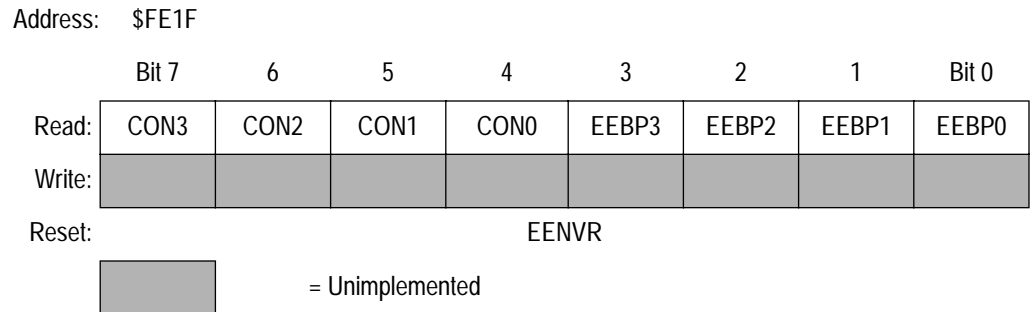 Address: $FE1F
Bit 7 6 5 4 3 2 1 Bit 0
Read: CON3 CON2 CON1 CON0 EEBP3 EEBP2 EEBP1 EEBP0
Write:
Reset: EENVR
= Unimplemented